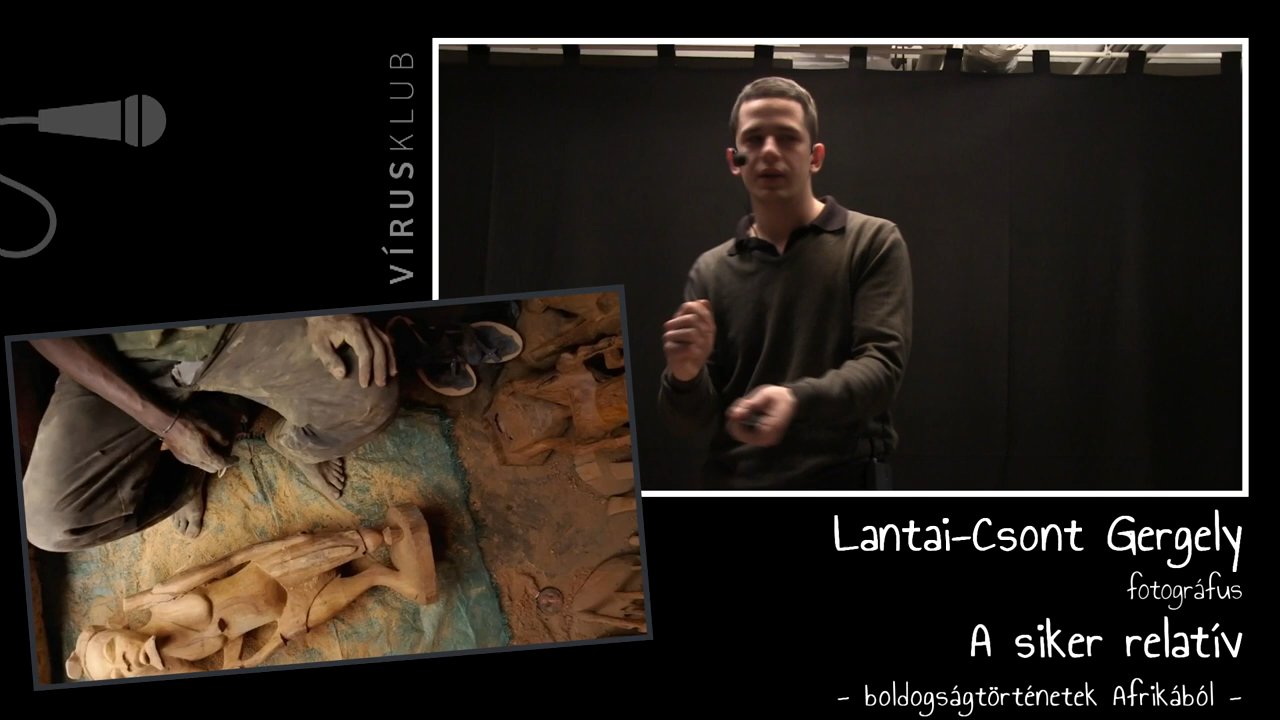 VÍRUSKLUB
Lantai-Csont Gergely
fotográfus
A siker relatív
- boldogságtörténetek Afrikából -